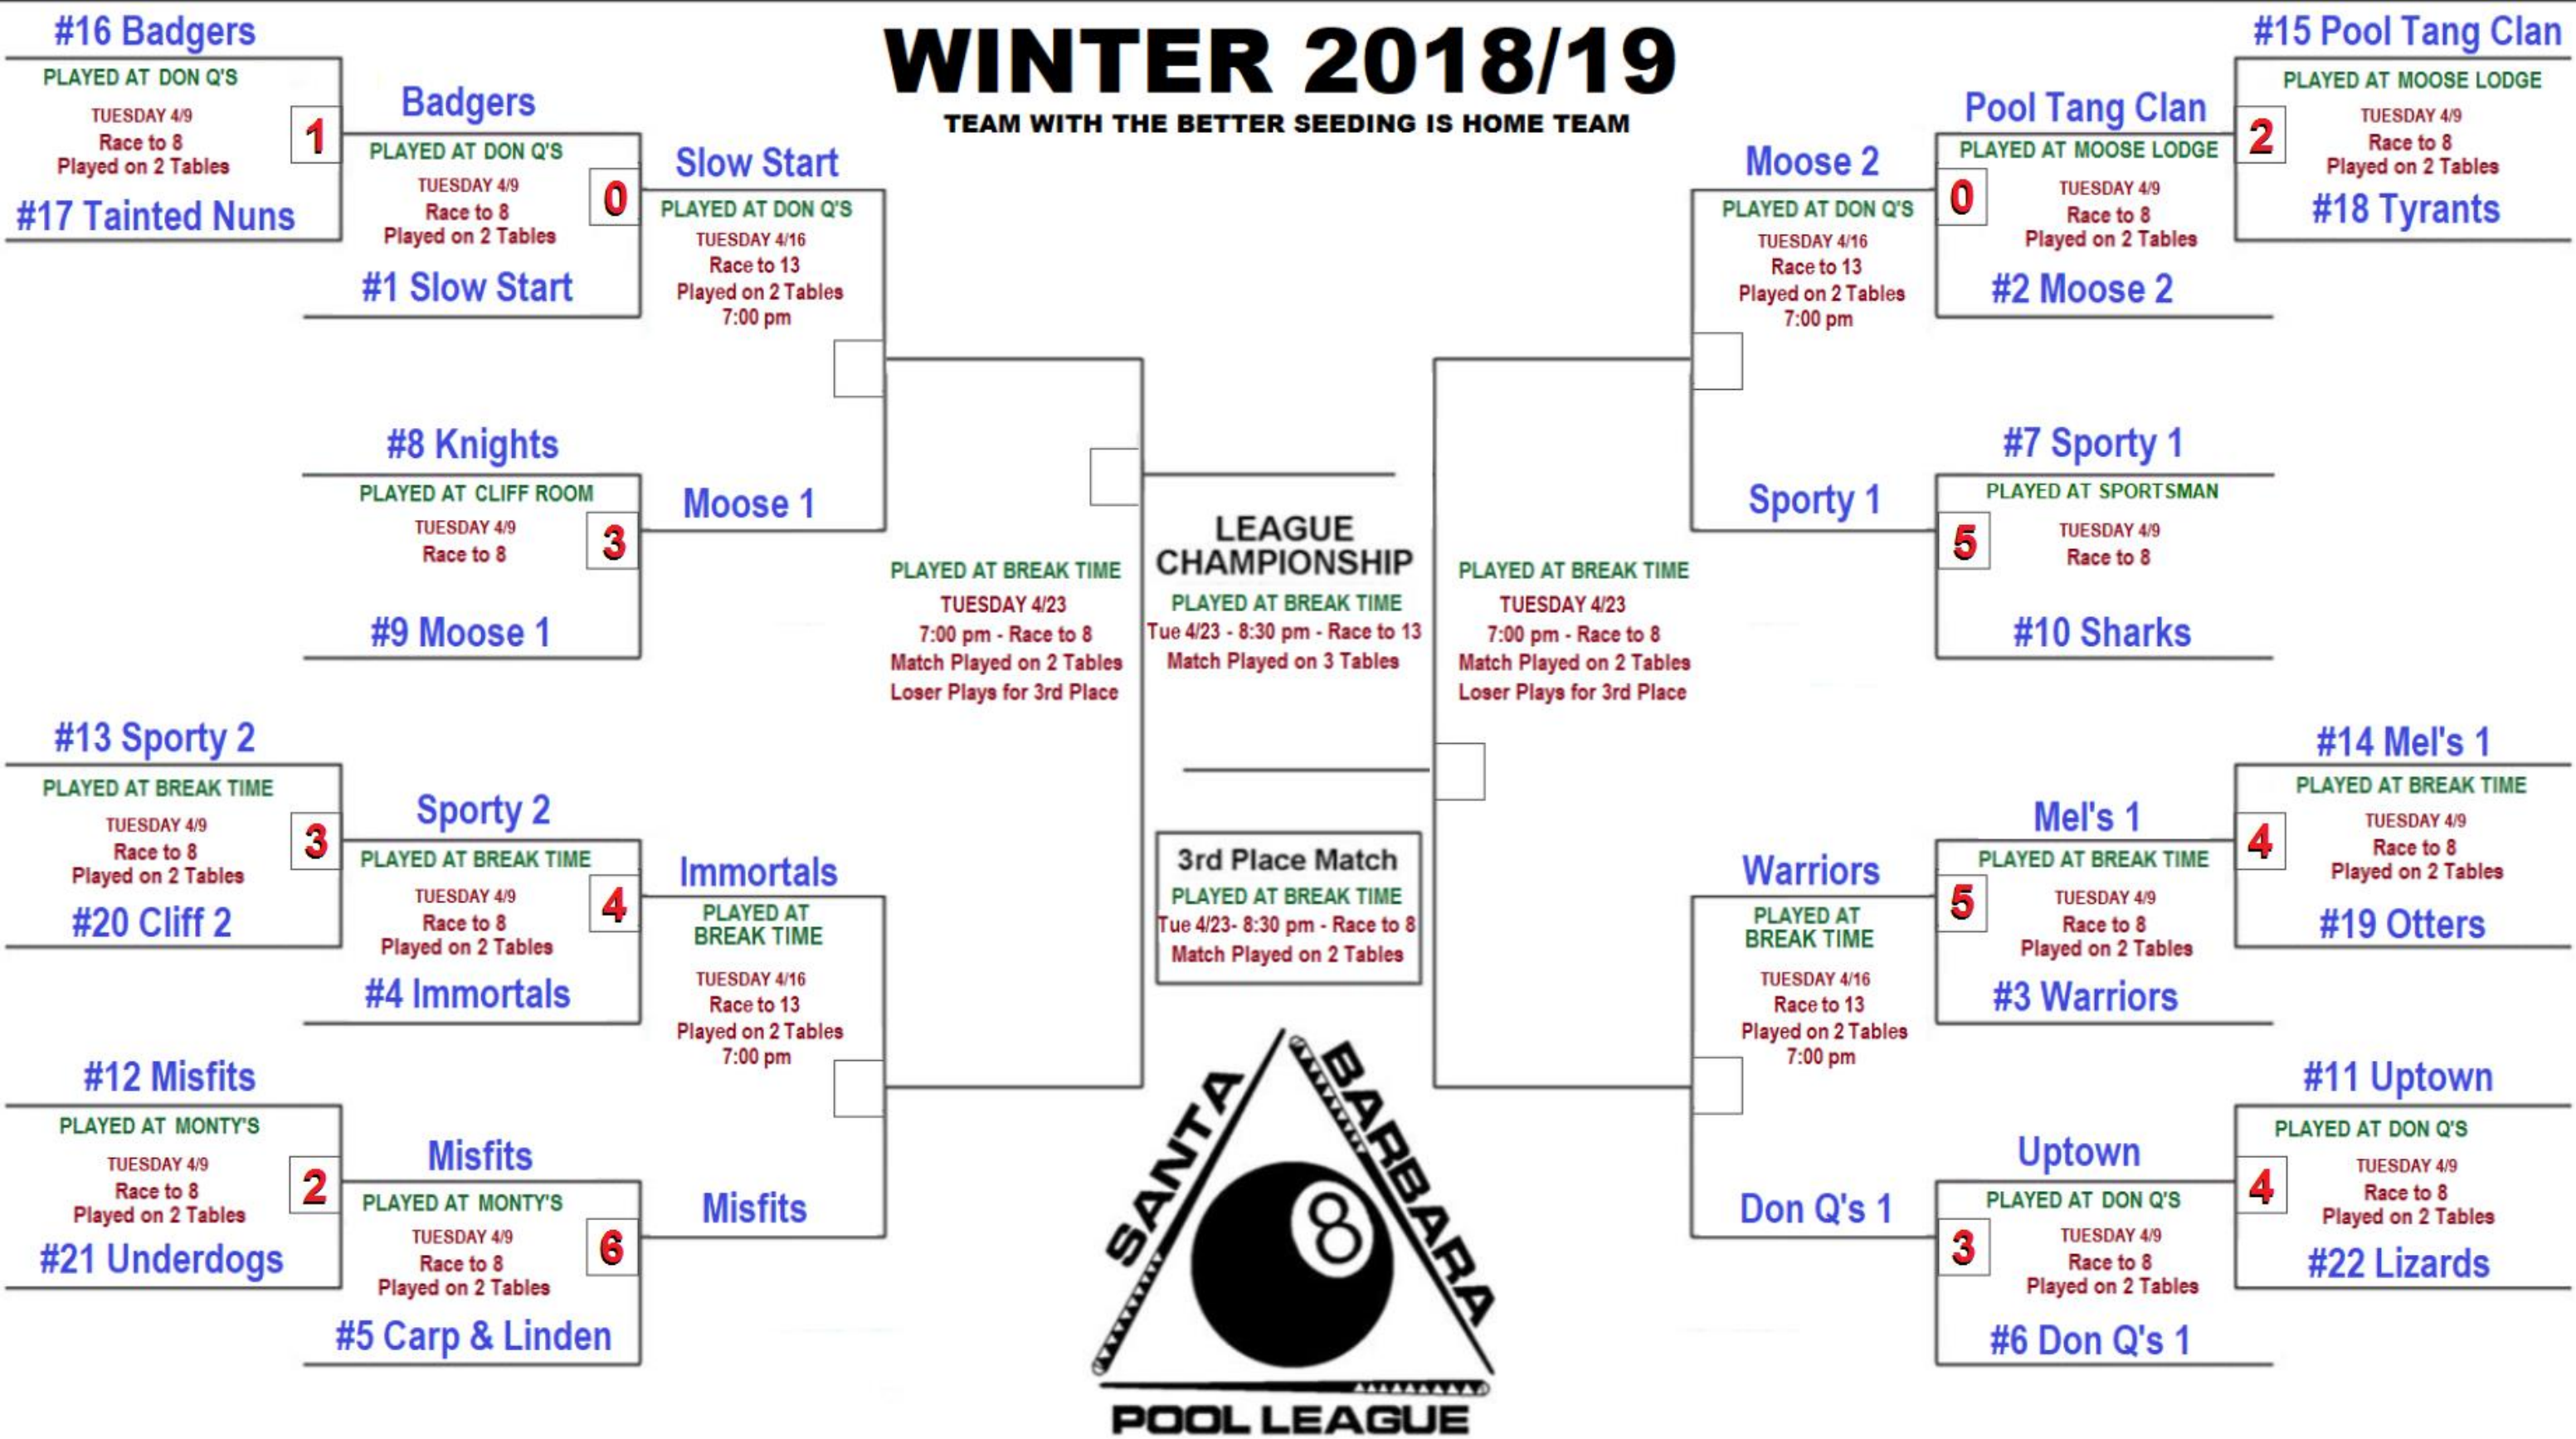 WINTER 2018/19
TEAM WITH THE BETTER SEEDING IS HOME TEAM
#16 Badgers
PLAYED AT DON Q'S
TUESDAY 4/9
Race to 8
Played on 2 Tables
1
#17 Tainted Nuns
Badgers
PLAYED AT DON Q'S
TUESDAY 4/9
Race to 8
Played on 2 Tables
0
#1 Slow Start
Slow Start
PLAYED AT DON Q'S
TUESDAY 4/16
Race to 13
Played on 2 Tables
7:00 pm
#8 Knights
PLAYED AT CLIFF ROOM
TUESDAY 4/9
Race to 8
3
#9 Moose 1
Moose 1
#13 Sporty 2
PLAYED AT BREAK TIME
TUESDAY 4/9
Race to 8
Played on 2 Tables
3
#20 Cliff 2
Sporty 2
PLAYED AT BREAK TIME
TUESDAY 4/9
Race to 8
Played on 2 Tables
4
#4 Immortals
Immortals
PLAYED AT
BREAK TIME
TUESDAY 4/16
Race to 13
Played on 2 Tables
7:00 pm
#12 Misfits
PLAYED AT MONTY'S
TUESDAY 4/9
Race to 8
Played on 2 Tables
2
#21 Underdogs
Misfits
PLAYED AT MONTY'S
TUESDAY 4/9
Race to 8
Played on 2 Tables
6
#5 Carp & Linden
Misfits
PLAYED AT BREAK TIME
TUESDAY 4/23
7:00 pm - Race to 8
Match Played on 2 Tables
Loser Plays for 3rd Place
LEAGUE
CHAMPIONSHIP
PLAYED AT BREAK TIME
Tue 4/23 - 8:30 pm - Race to 13
Match Played on 3 Tables
3rd Place Match
PLAYED AT BREAK TIME
Tue 4/23- 8:30 pm - Race to 8
Match Played on 2 Tables
PLAYED AT BREAK TIME
TUESDAY 4/23
7:00 pm - Race to 8
Match Played on 2 Tables
Loser Plays for 3rd Place
Moose 2
PLAYED AT DON Q'S
TUESDAY 4/16
Race to 13
Played on 2 Tables
7:00 pm
Pool Tang Clan
PLAYED AT MOOSE LODGE
0
TUESDAY 4/9
Race to 8
Played on 2 Tables
#2 Moose 2
#15 Pool Tang Clan
PLAYED AT MOOSE LODGE
2
TUESDAY 4/9
Race to 8
Played on 2 Tables
#18 Tyrants
Sporty 1
#7 Sporty 1
PLAYED AT SPORTSMAN
5
TUESDAY 4/9
Race to 8
#10 Sharks
Warriors
PLAYED AT
BREAK TIME
TUESDAY 4/16
Race to 13
Played on 2 Tables
7:00 pm
Mel's 1
PLAYED AT BREAK TIME
5
TUESDAY 4/9
Race to 8
Played on 2 Tables
#3 Warriors
#14 Mel's 1
PLAYED AT BREAK TIME
4
TUESDAY 4/9
Race to 8
Played on 2 Tables
#19 Otters
Don Q's 1
Uptown
PLAYED AT DON Q'S
3
TUESDAY 4/9
Race to 8
Played on 2 Tables
#6 Don Q's 1
#11 Uptown
PLAYED AT DON Q'S
4
TUESDAY 4/9
Race to 8
Played on 2 Tables
#22 Lizards
SANTA
BARBARA
8
POOL LEAGUE